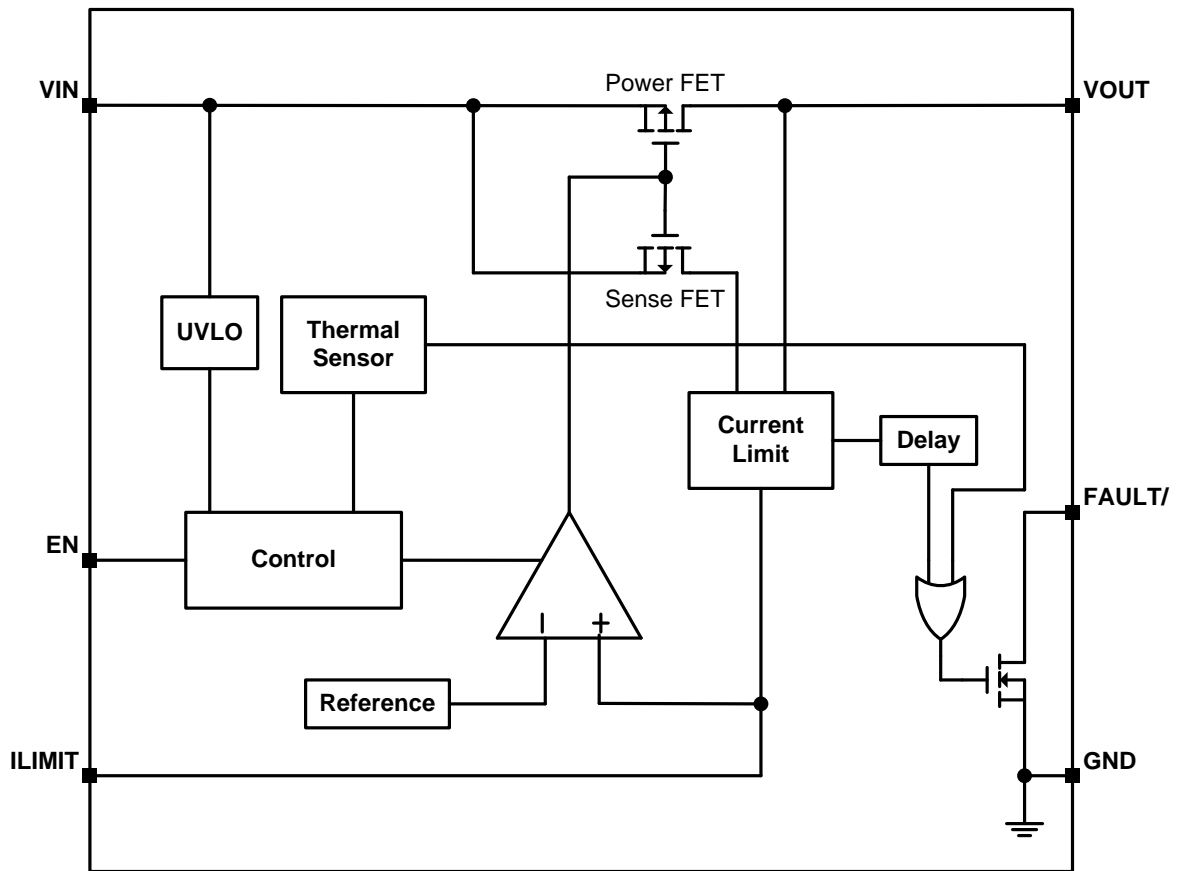 Power FET
VIN
VOUT
Sense FET
UVLO
Thermal
Sensor
Current
Limit
Delay
FAULT/
EN
Control
Reference
ILIMIT
GND